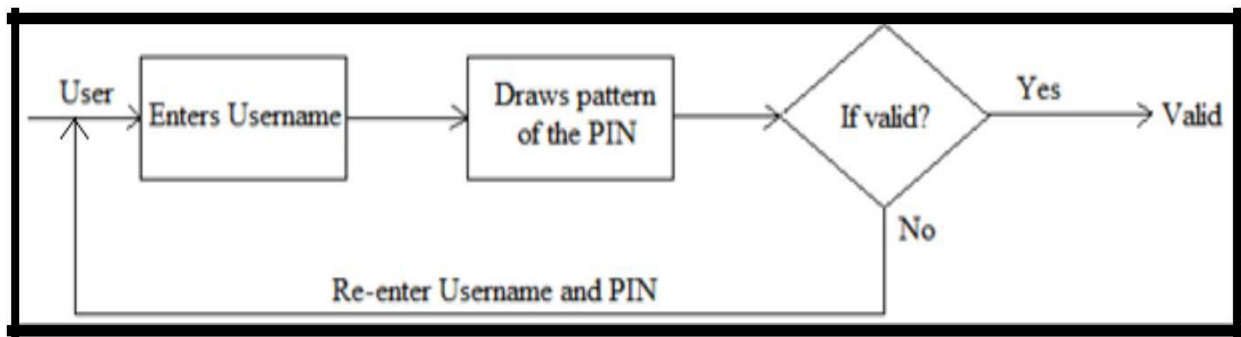 User
Enters Username
Draws pattern
of the PIN
If valid?
Yes
Valid
No
Re-enter Username and PIN